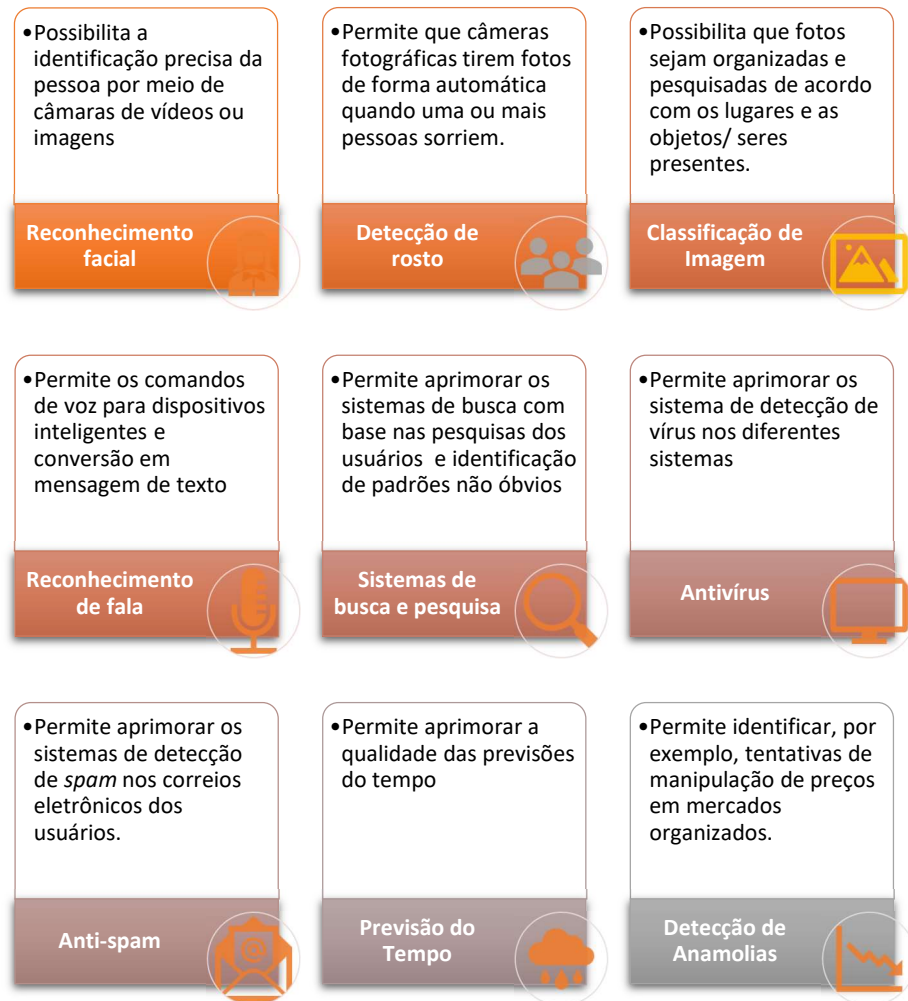 •Possibilita a
identificação precisa da
pessoa por meio de
câmaras de vídeos ou
imagens
Reconhecimento
facial
•Permite que câmeras
fotográficas tirem fotos
de forma automática
quando uma ou mais
pessoas sorriem.
Detecção de
rosto
•Possibilita que fotos
sejam organizadas e
pesquisadas de acordo
com os lugares e as
objetos/ seres
presentes.
Classificação de
Imagem
•Permite os comandos
de voz para dispositivos
inteligentes e
conversão em
mensagem de texto
Reconhecimento
de fala
•Permite aprimorar os
sistemas de busca com
base nas pesquisas dos
usuários e identificação
de padrões não óbvios
Sistemas de
busca e pesquisa
•Permite aprimorar os
sistema de detecção de
vírus nos diferentes
sistemas
Antivírus
•Permite aprimorar os
sistemas de detecção
de spam nos correios
eletrônicos dos
usuários.
Anti-spam
•Permite aprimorar a
qualidade das previsões
do tempo
Previsão do
Tempo
•Permite identificar, por
exemplo, tentativas de
manipulação de preços
em mercados
organizados.
Detecção de
Anamolias